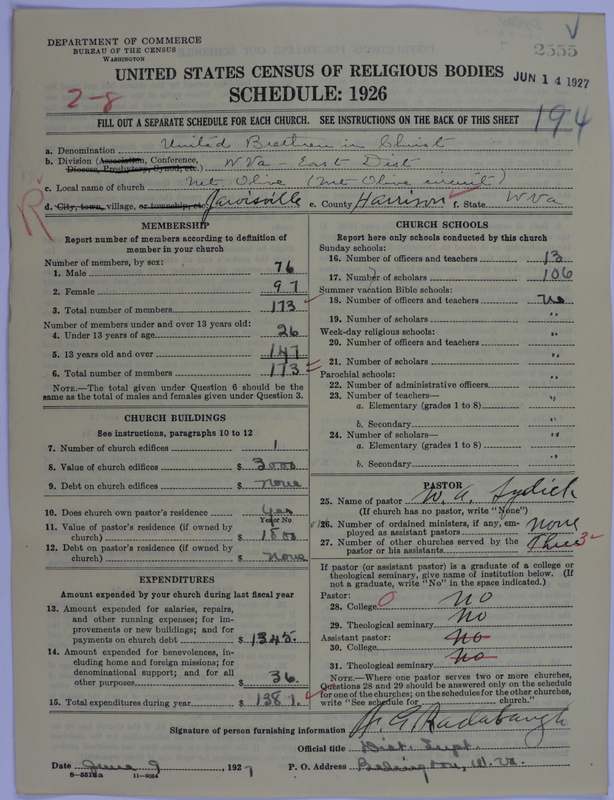 DEPARTMENT OF COMMERCE
BUREAU OF THE CENSUS
WASHINGTON
2555
UNITED STATES CENSUS OF RELIGIOUS BODIES
JUN 14 1927
2-8
SCHEDULE: 1926
FILL OUT A SEPARATE SCHEDULE FOR EACH CHURCH. SEE INSTRUCTIONS ON THE BACK OF THIS SHEET
194
a. Denomination United Brethren in Christ
b. Division (Association, Conference, Diocese, Presbytery, Synod, etc.) W Va - East Dist
c. Local name of church Mt. Olive (Mt Olive circuit)
d. City, town, village, or township, etc. Jarvisville e. County Harrison f. State W Va
R
MEMBERSHIP
Report number of members according to definition of
member in your church
Number of members, by sex:
1. Male 76
2. Female 97
3. Total number of members 173
Number of members under and over 13 years old:
4. Under 13 years of age 26
5. 13 years old and over 147
6. Total number of members 173
NOTE.—The total given under Question 6 should be the
same as the total of males and females given under Question 3.
CHURCH BUILDINGS
See instructions, paragraphs 10 to 12
7. Number of church edifices 1
8. Value of church edifices $ 3000
9. Debt on church edifices $ None
10. Does church own pastor's residence? Yes
Yes or No
11. Value of pastor's residence (if owned by
church) $ 1500
12. Debt on pastor's residence (if owned by
church) $ None
EXPENDITURES
Amount expended by your church during last fiscal year
13. Amount expended for salaries, repairs,
and other running expenses; for im-
provements or new buildings; and for
payments on church debt $ 1345.
14. Amount expended for benevolences, in-
cluding home and foreign missions; for
denominational support; and for all
other purposes $ 36.
15. Total expenditures during year $ 1381.
CHURCH SCHOOLS
Report here only schools conducted by this church
Sunday schools:
16. Number of officers and teachers 13
17. Number of scholars 106
Summer vacation Bible schools:
18. Number of officers and teachers No
19. Number of scholars "
Week-day religious schools:
20. Number of officers and teachers "
21. Number of scholars "
Parochial schools:
22. Number of administrative officers "
23. Number of teachers—
a. Elementary (grades 1 to 8) "
b. Secondary "
24. Number of scholars—
a. Elementary (grades 1 to 8) "
b. Secondary "
PASTOR
25. Name of pastor W. A. Lydick
(If church has no pastor, write "None")
26. Number of ordained ministers, if any, em-
ployed as assistant pastors none
27. Number of other churches served by the
pastor or his assistants Three 3
If pastor (or assistant pastor) is a graduate of a college or
theological seminary, give name of institution below. (If
not a graduate, write "No" in the space indicated.)
Pastor:
28. College 0 No
29. Theological seminary No
Assistant pastor:
30. College No
31. Theological seminary No
NOTE.—Where one pastor serves two or more churches,
Questions 28 and 29 should be answered only on the schedule
for one of the churches; on the schedules for the other churches,
write "See schedule for church."
Signature of person furnishing information A G Radabaugh
Official title Dist. Supt.
Date June 9, 1927 P. O. Address Belington, W. Va.
8—5518a 11—9084